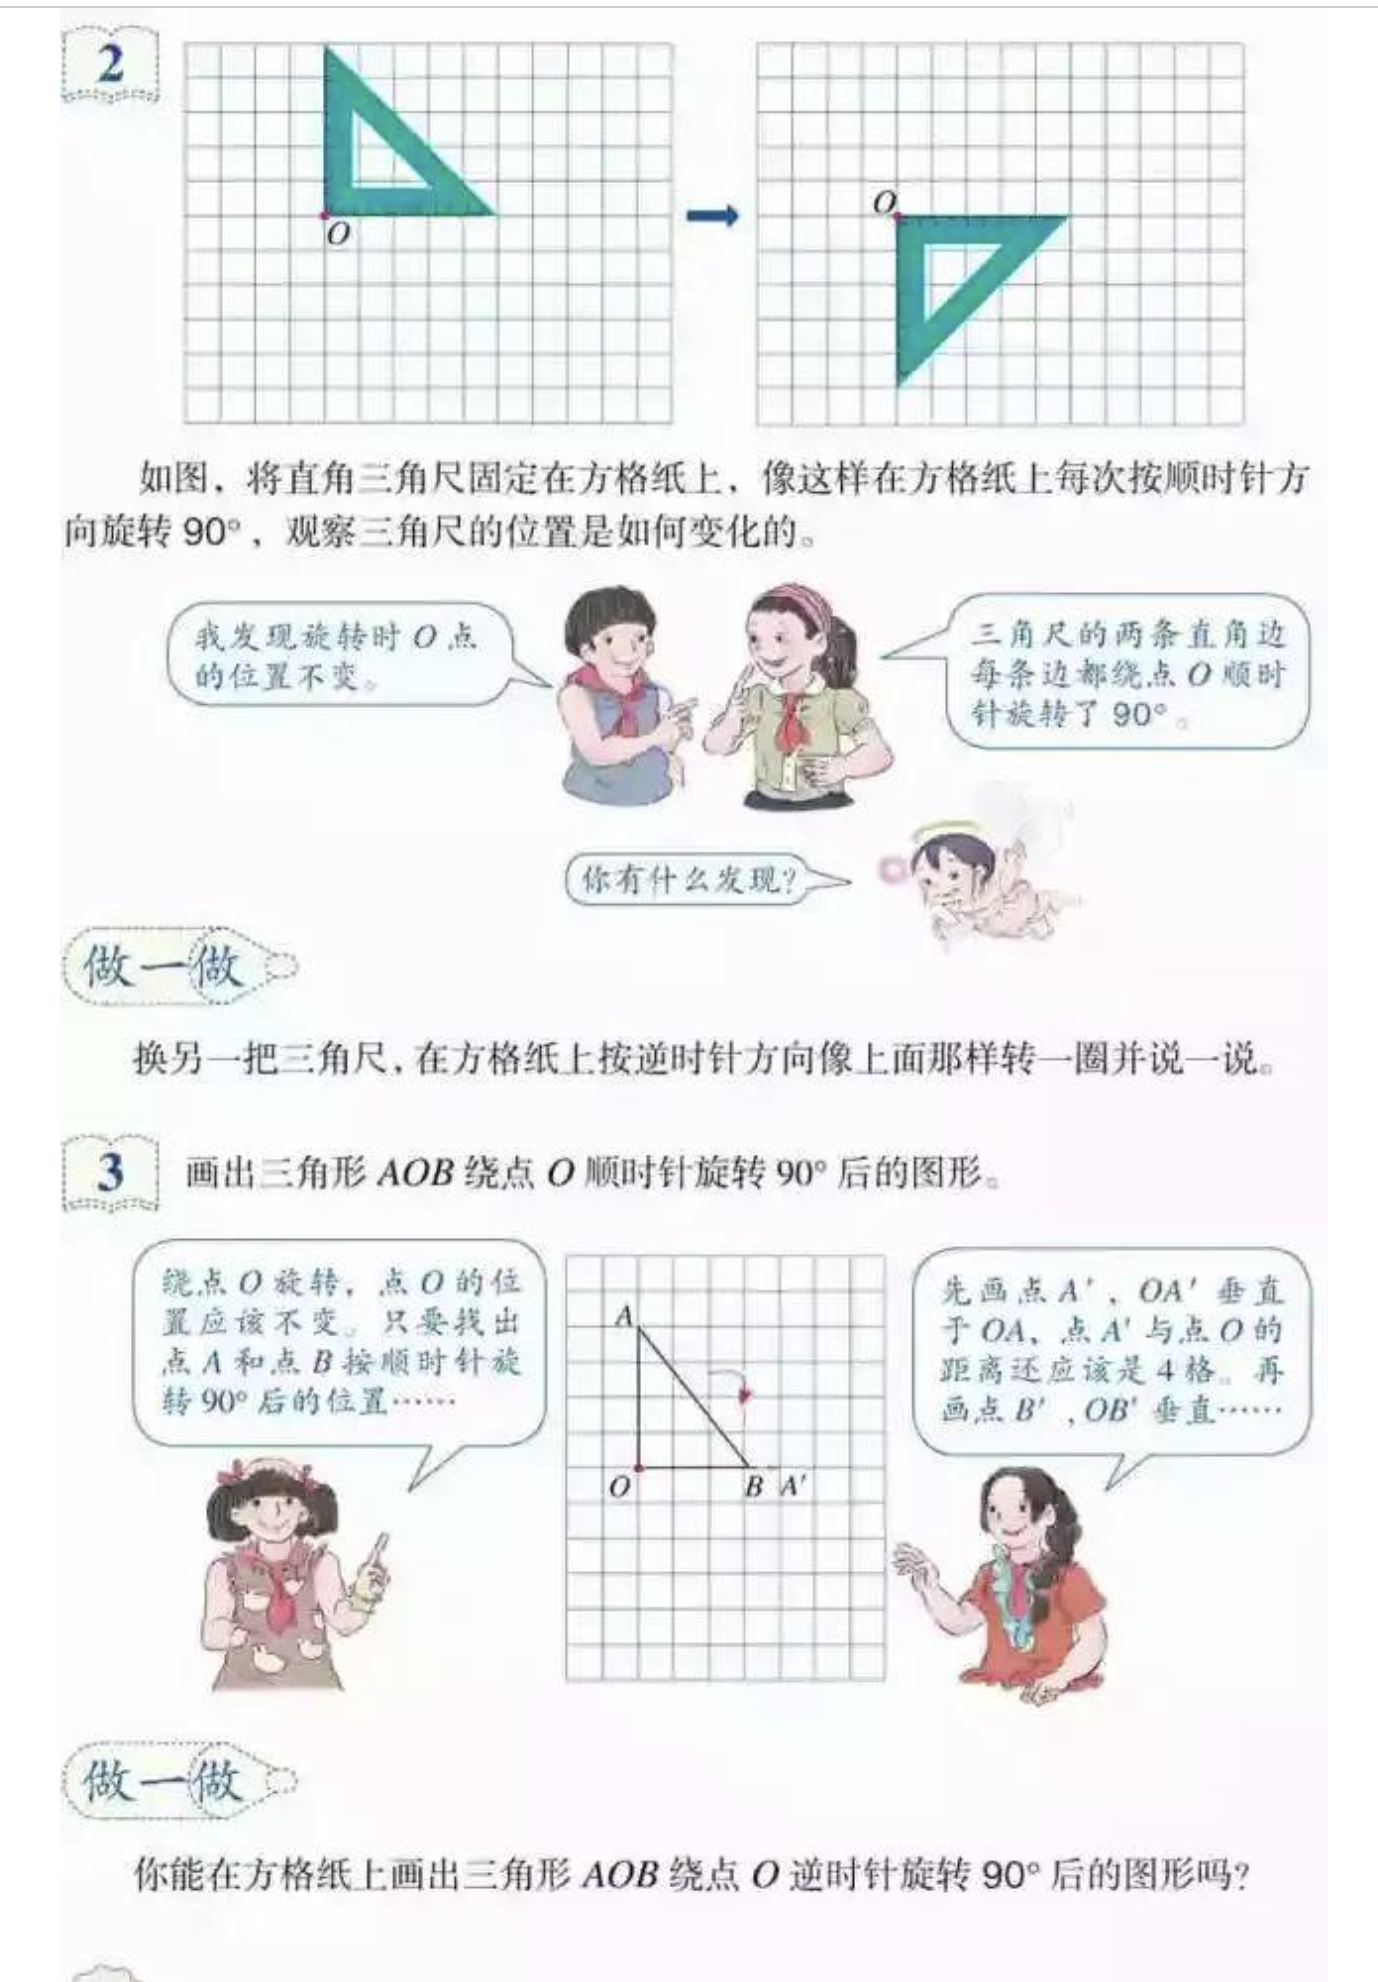 2
O
O
如图，将直角三角尺固定在方格纸上，像这样在方格纸上每次按顺时针方
向旋转 90°，观察三角尺的位置是如何变化的。
我发现旋转时 O 点
的位置不变。
三角尺的两条直角边
每条边都绕点 O 顺时
针旋转了 90°。
你有什么发现？
做一做
换另一把三角尺，在方格纸上按逆时针方向像上面那样转一圈并说一说。
3 画出三角形 AOB 绕点 O 顺时针旋转 90° 后的图形。
绕点 O 旋转，点 O 的位
置应该不变。只要找出
点 A 和点 B 按顺时针旋
转 90° 后的位置……
A
O
B A′
先画点 A′，OA′ 垂直
于 OA，点 A′ 与点 O 的
距离还应该是 4 格。再
画点 B′，OB′ 垂直……
做一做
你能在方格纸上画出三角形 AOB 绕点 O 逆时针旋转 90° 后的图形吗？